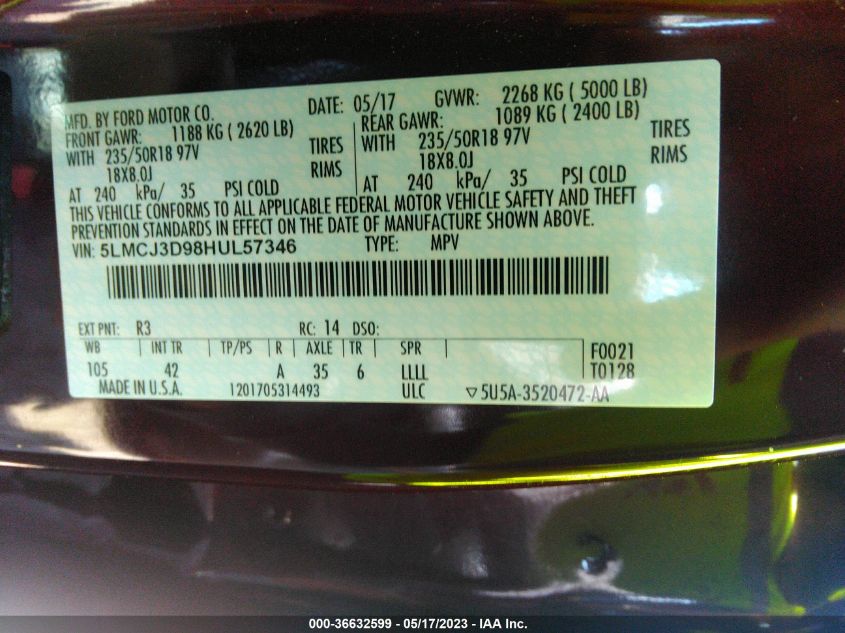 MFD. BY FORD MOTOR CO. DATE: 05/17 GVWR: 2268 KG ( 5000 LB)
FRONT GAWR: 1188 KG ( 2620 LB) REAR GAWR: 1089 KG ( 2400 LB)
WITH 235/50R18 97V TIRES WITH 235/50R18 97V TIRES
18X8.0J RIMS 18X8.0J RIMS
AT 240 kPa/ 35 PSI COLD AT 240 kPa/ 35 PSI COLD
THIS VEHICLE CONFORMS TO ALL APPLICABLE FEDERAL MOTOR VEHICLE SAFETY AND THEFT
PREVENTION STANDARDS IN EFFECT ON THE DATE OF MANUFACTURE SHOWN ABOVE.
VIN: 5LMCJ3D98HUL57346 TYPE: MPV
EXT PNT: R3 RC: 14 DSO:
WB INT TR TP/PS R AXLE TR SPR F0021
105 42 A 35 6 LLLL T0128
MADE IN U.S.A. 1201705314493 ULC ▽5U5A-3520472-AA
000-36632599 — 05/17/2023 — IAA Inc.